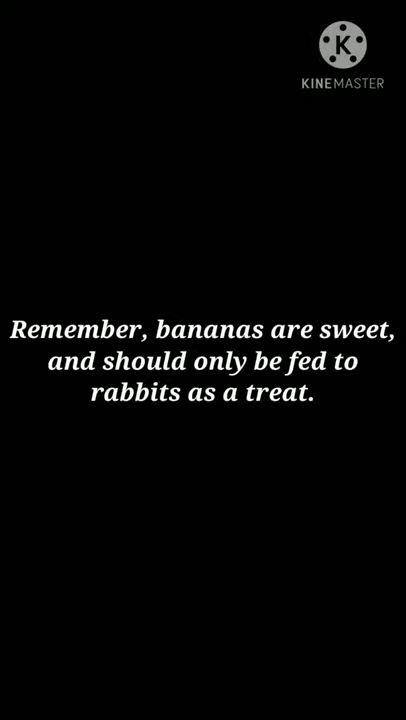 K
KINEMASTER
Remember, bananas are sweet,
and should only be fed to
rabbits as a treat.